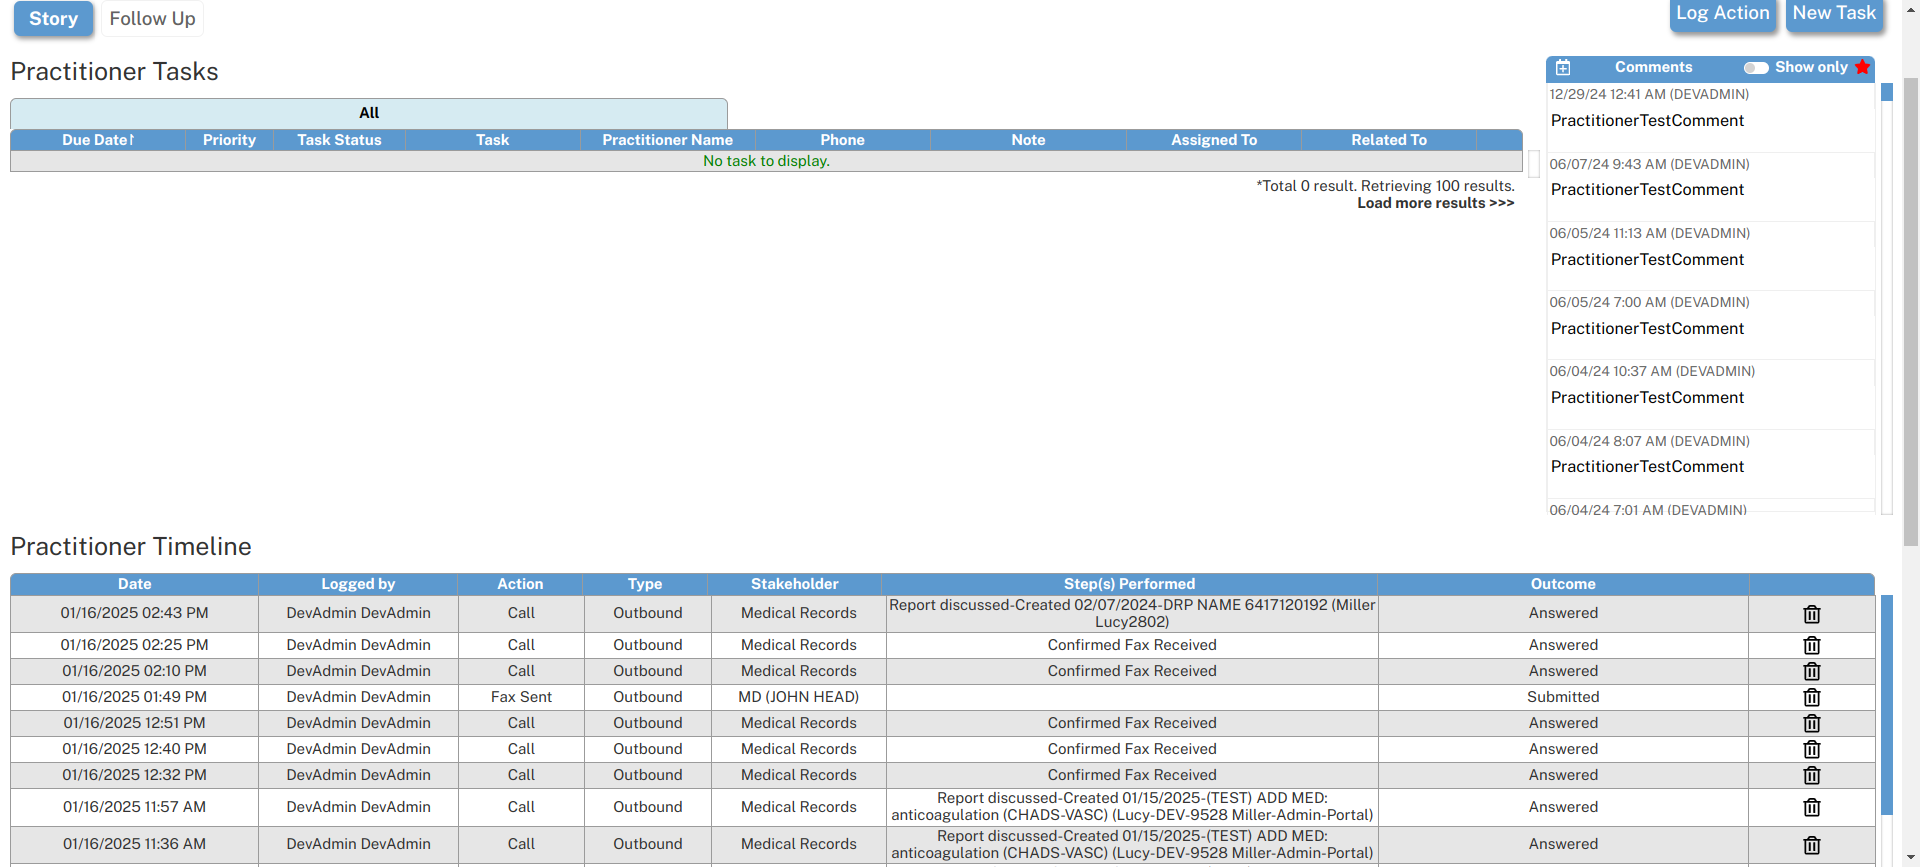 Story
Follow Up
Log Action
New Task
Practitioner Tasks
All
Due Date↑ Priority Task Status Task Practitioner Name Phone Note Assigned To Related To
No task to display.
*Total 0 result. Retrieving 100 results.
Load more results >>>
Comments Show only
12/29/24 12:41 AM (DEVADMIN)
PractitionerTestComment
06/07/24 9:43 AM (DEVADMIN)
PractitionerTestComment
06/05/24 11:13 AM (DEVADMIN)
PractitionerTestComment
06/05/24 7:00 AM (DEVADMIN)
PractitionerTestComment
06/04/24 10:37 AM (DEVADMIN)
PractitionerTestComment
06/04/24 8:07 AM (DEVADMIN)
PractitionerTestComment
06/04/24 7:01 AM (DEVADMIN)
Practitioner Timeline
Date Logged by Action Type Stakeholder Step(s) Performed Outcome
01/16/2025 02:43 PM DevAdmin DevAdmin Call Outbound Medical Records Report discussed-Created 02/07/2024-DRP NAME 6417120192 (Miller
Lucy2802) Answered
01/16/2025 02:25 PM DevAdmin DevAdmin Call Outbound Medical Records Confirmed Fax Received Answered
01/16/2025 02:10 PM DevAdmin DevAdmin Call Outbound Medical Records Confirmed Fax Received Answered
01/16/2025 01:49 PM DevAdmin DevAdmin Fax Sent Outbound MD (JOHN HEAD) Submitted
01/16/2025 12:51 PM DevAdmin DevAdmin Call Outbound Medical Records Confirmed Fax Received Answered
01/16/2025 12:40 PM DevAdmin DevAdmin Call Outbound Medical Records Confirmed Fax Received Answered
01/16/2025 12:32 PM DevAdmin DevAdmin Call Outbound Medical Records Confirmed Fax Received Answered
01/16/2025 11:57 AM DevAdmin DevAdmin Call Outbound Medical Records Report discussed-Created 01/15/2025-(TEST) ADD MED:
anticoagulation (CHADS-VASC) (Lucy-DEV-9528 Miller-Admin-Portal) Answered
01/16/2025 11:36 AM DevAdmin DevAdmin Call Outbound Medical Records Report discussed-Created 01/15/2025-(TEST) ADD MED:
anticoagulation (CHADS-VASC) (Lucy-DEV-9528 Miller-Admin-Portal) Answered